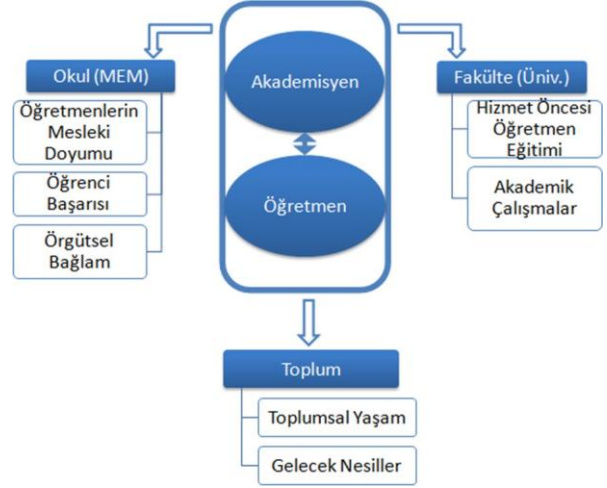 Okul (MEM)
Öğretmenlerin
Mesleki
Doyumu
Öğrenci
Başarısı
Örgütsel
Bağlam
Akademisyen
Öğretmen
Fakülte (Üniv.)
Hizmet Öncesi
Öğretmen
Eğitimi
Akademik
Çalışmalar
Toplum
Toplumsal Yaşam
Gelecek Nesiller